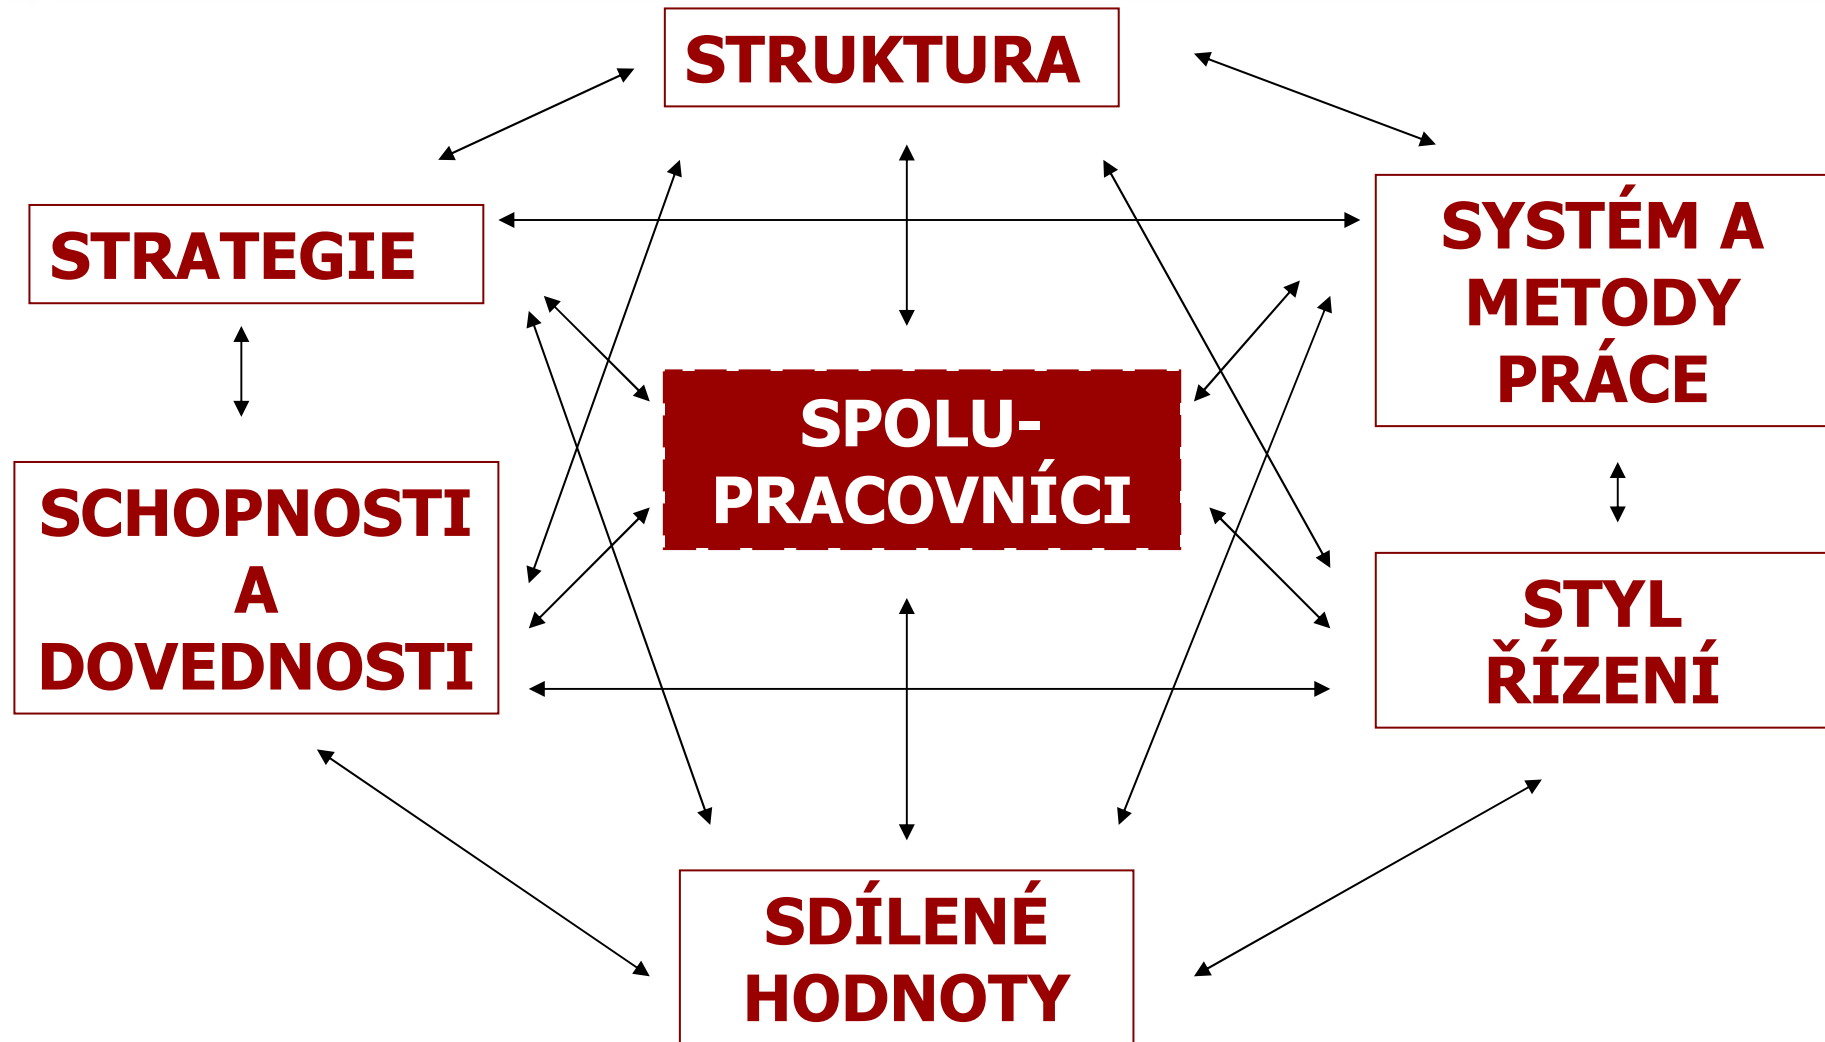 STRUKTURA
STRATEGIE
SYSTÉM A
METODY
PRÁCE
SPOLU-
PRACOVNÍCI
SCHOPNOSTI
A
DOVEDNOSTI
STYL
ŘÍZENÍ
SDÍLENÉ
HODNOTY